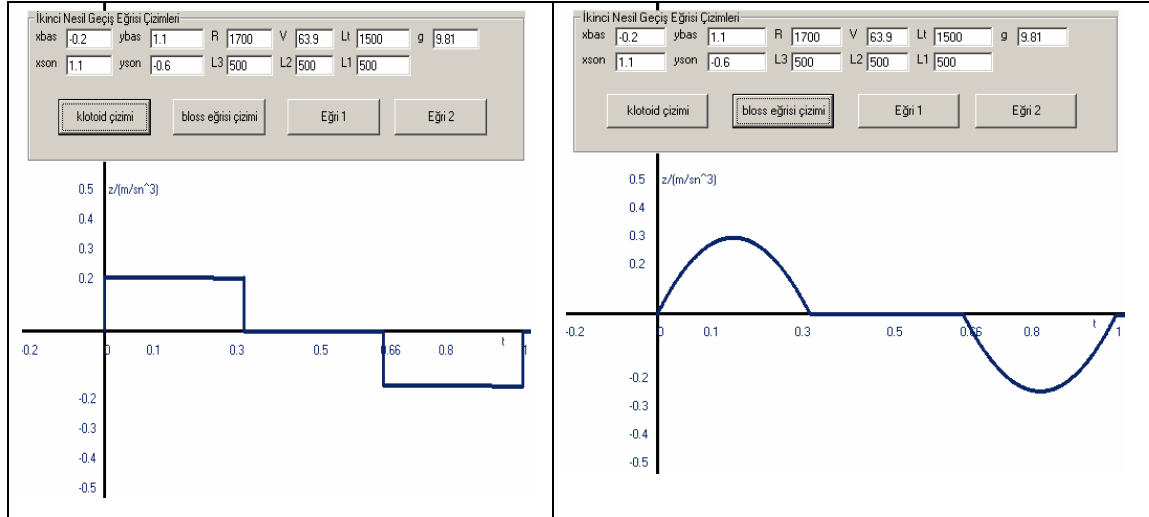 İkinci Nesil Geçiş Eğrisi Çizimleri
xbas -0.2 ybas 1.1 R 1700 V 63.9 Lt 1500 g 9.81
xson 1.1 yson -0.6 L3 500 L2 500 L1 500
klotoid çizimi bloss eğrisi çizimi Eğri 1 Eğri 2
0.5 z/(m/sn^3)
0.4
0.3
0.2
-0.2 0 0.1 0.3 0.5 0.66 0.8 t 1
-0.2
-0.3
-0.4
-0.5
İkinci Nesil Geçiş Eğrisi Çizimleri
xbas -0.2 ybas 1.1 R 1700 V 63.9 Lt 1500 g 9.81
xson 1.1 yson -0.6 L3 500 L2 500 L1 500
klotoid çizimi bloss eğrisi çizimi Eğri 1 Eğri 2
0.5 z/(m/sn^3)
0.4
0.3
0.2
-0.2 0 0.1 0.3 0.5 0.66 0.8 t 1
-0.2
-0.3
-0.4
-0.5